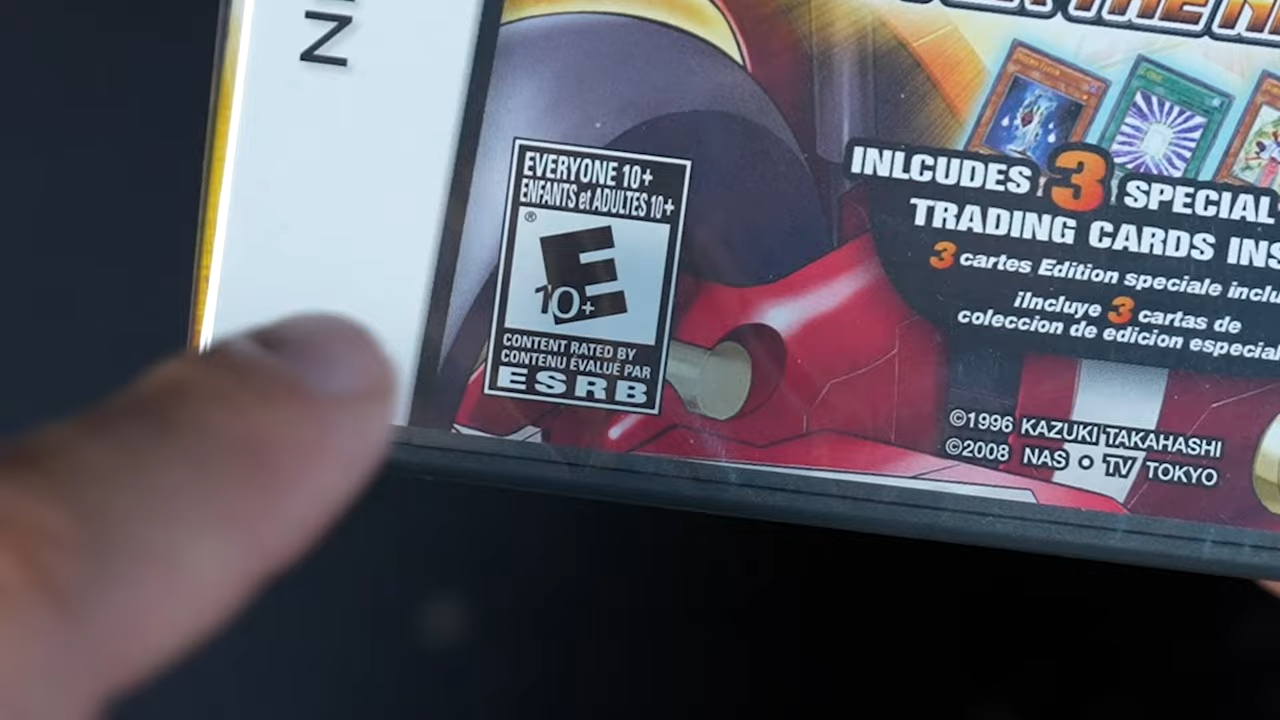 N
EVERYONE 10+
ENFANTS et ADULTES 10+
®
E
10+
CONTENT RATED BY
CONTENU ÉVALUÉ PAR
ESRB
INLCUDES 3 SPECIAL
TRADING CARDS
3 cartes Edition speciale
¡Incluye 3 cartas de
coleccion de edicion especial
©1996 KAZUKI TAKAHASHI
©2008 NAS TV TOKYO